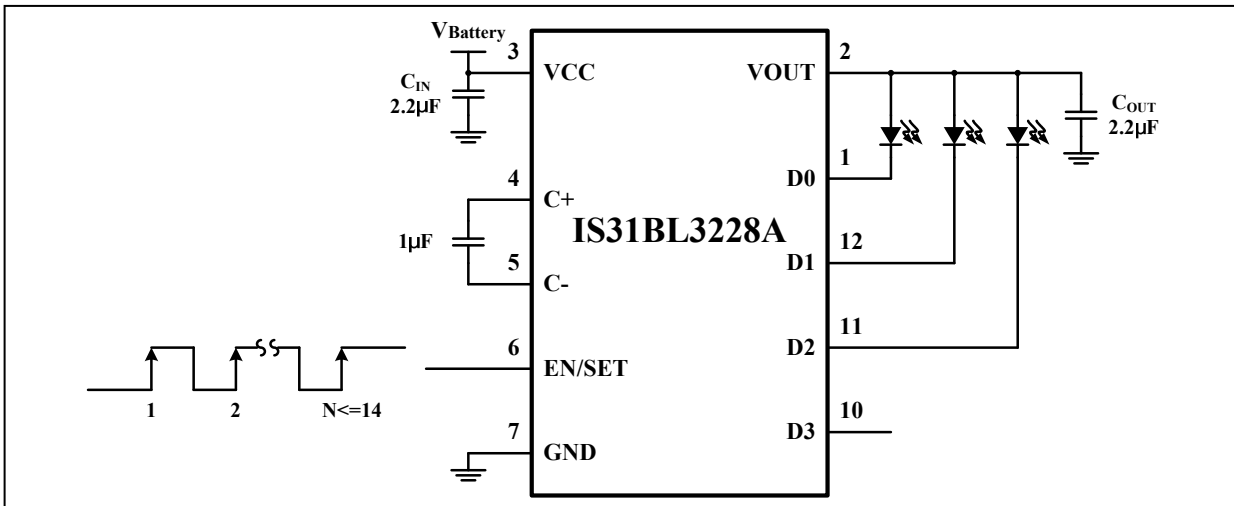 VBattery
3
VCC
CIN
2.2µF
4
C+
1µF
5
C-
6
EN/SET
1
2
N<=14
7
GND
IS31BL3228A
2
VOUT
COUT
2.2µF
1
D0
12
D1
11
D2
10
D3